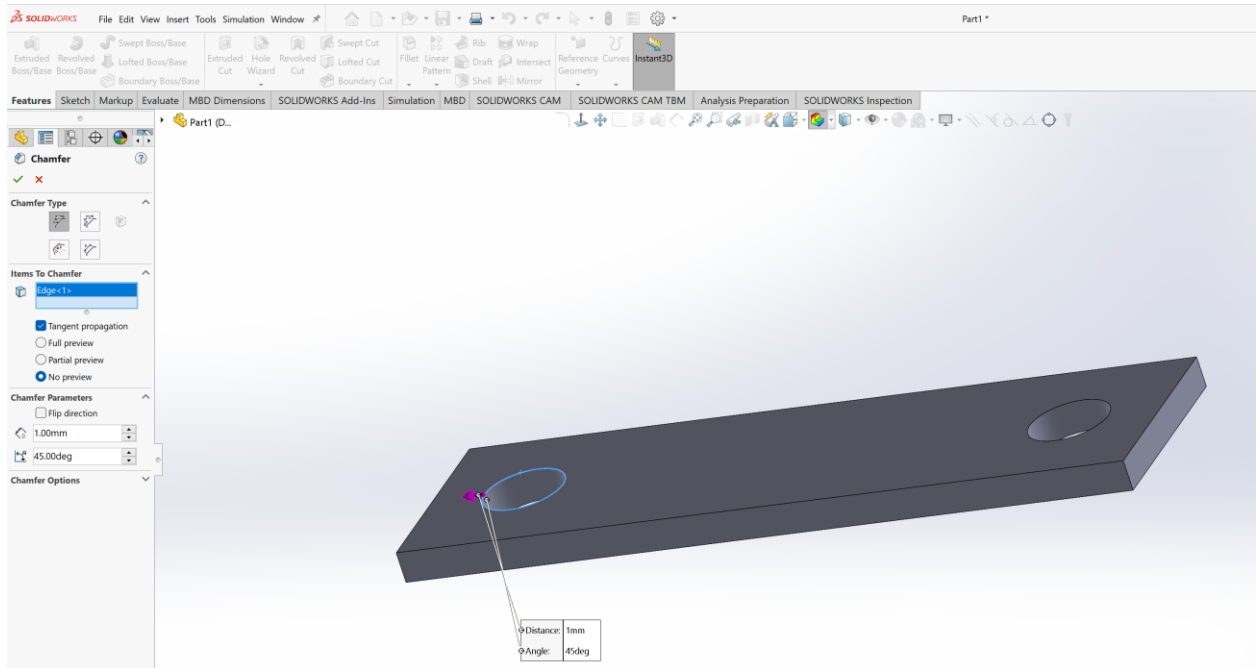 SOLIDWORKS File Edit View Insert Tools Simulation Window Part1 *
Extruded Boss/Base
Revolved Boss/Base
Swept Boss/Base
Lofted Boss/Base
Boundary Boss/Base
Extruded Cut
Hole Wizard
Revolved Cut
Swept Cut
Lofted Cut
Boundary Cut
Fillet
Linear Pattern
Rib
Draft
Shell
Wrap
Intersect
Mirror
Reference Geometry
Curves
Instant3D
Features Sketch Markup Evaluate MBD Dimensions SOLIDWORKS Add-Ins Simulation MBD SOLIDWORKS CAM SOLIDWORKS CAM TBM Analysis Preparation SOLIDWORKS Inspection
Part1 (D...
Chamfer
Chamfer Type
Items To Chamfer
Edge<1>
Tangent propagation
Full preview
Partial preview
No preview
Chamfer Parameters
Flip direction
1.00mm
45.00deg
Chamfer Options
Distance: 1mm
Angle: 45deg